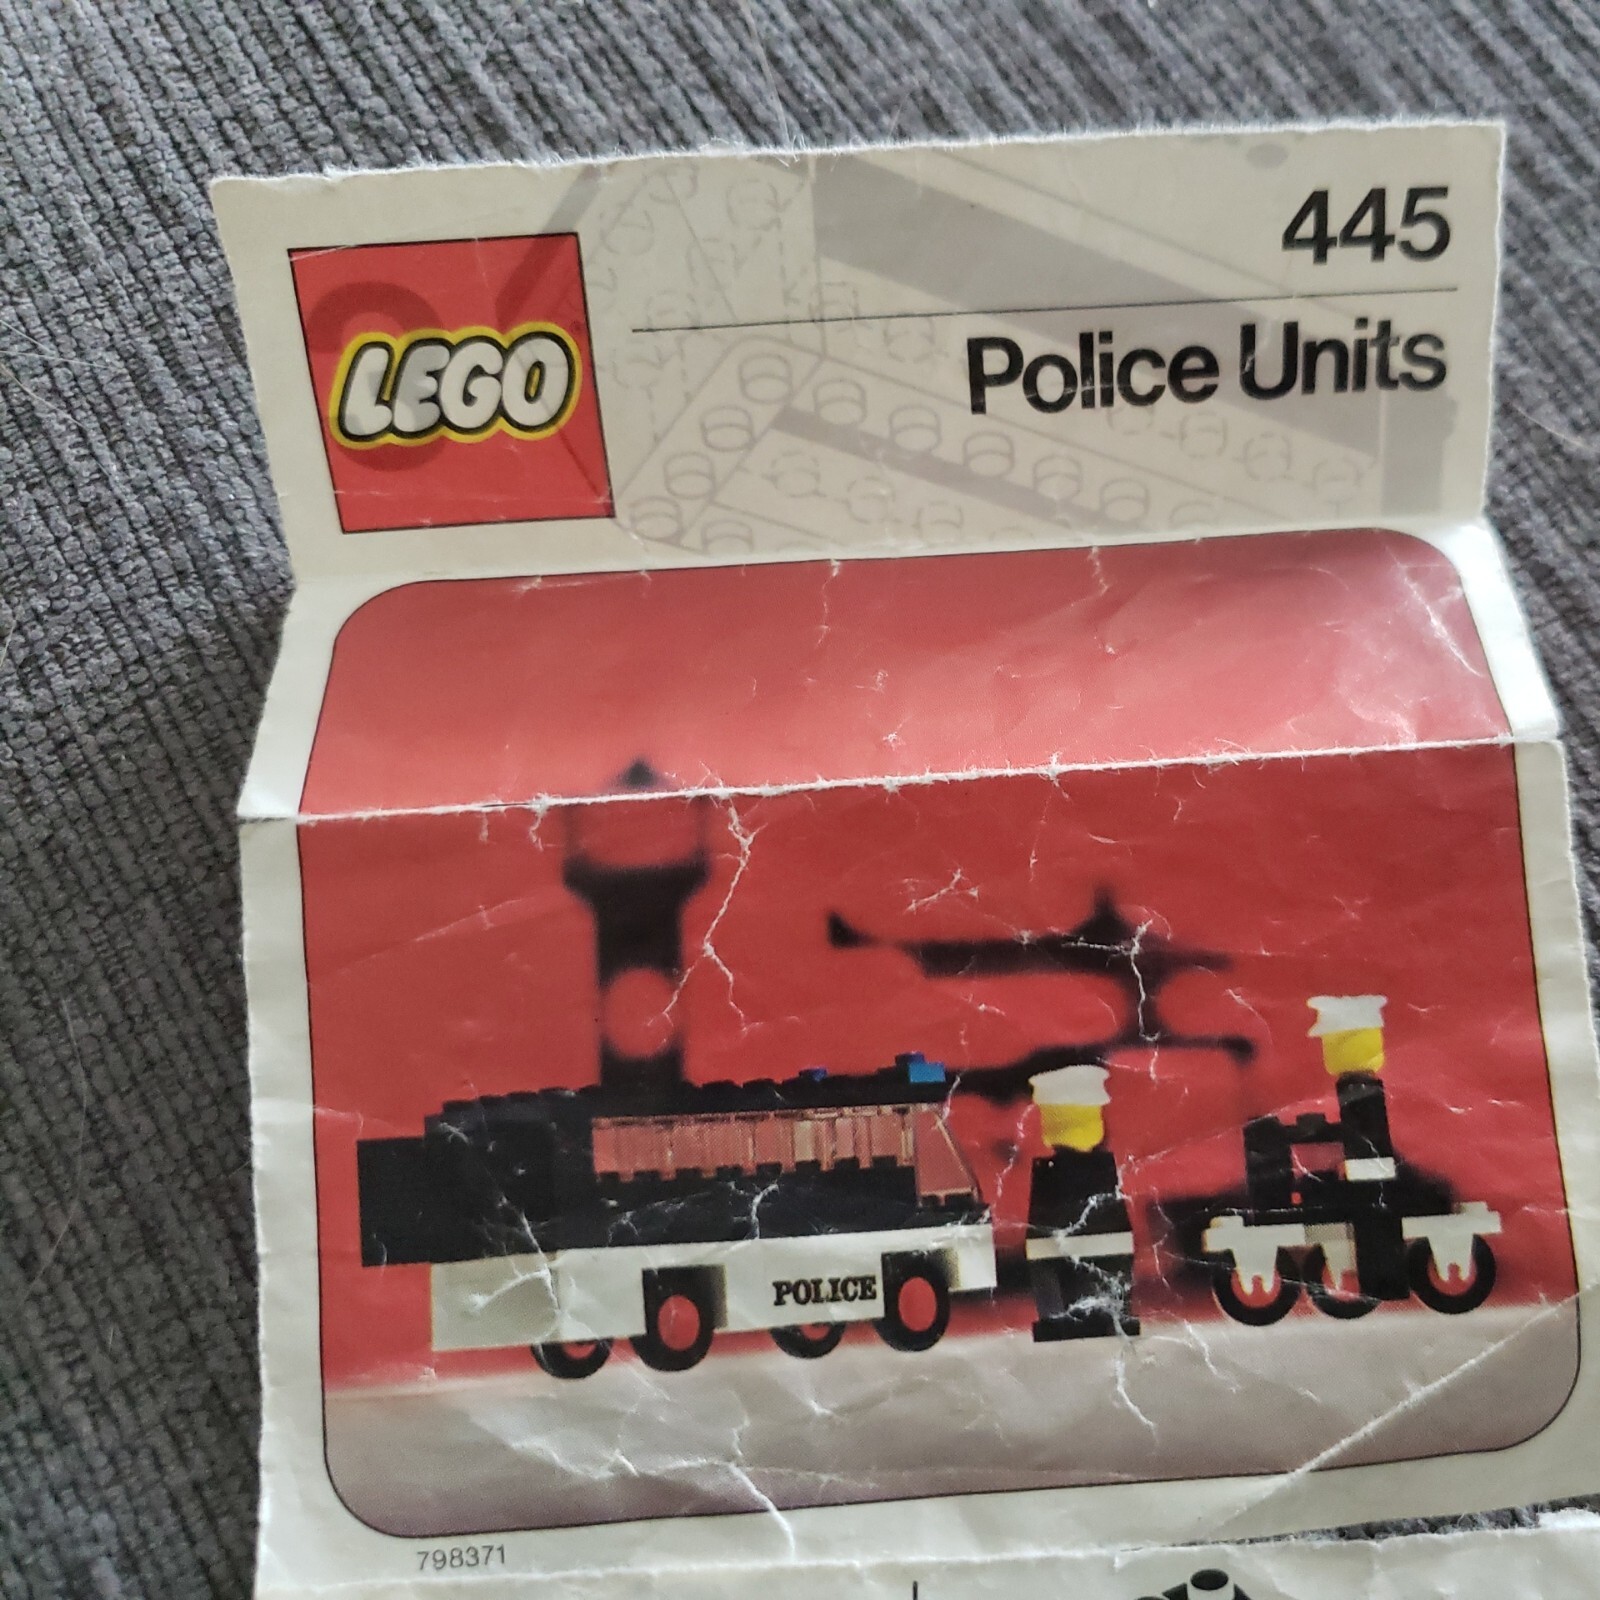 445
LEGO
Police Units
POLICE
798371